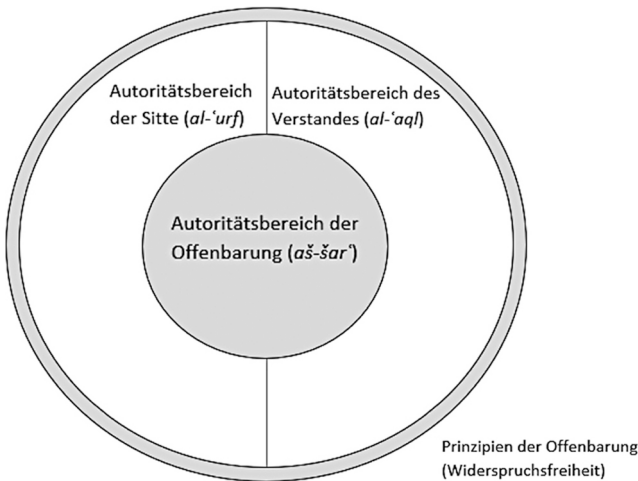 Autoritätsbereich
der Sitte (al-ʿurf)
Autoritätsbereich des
Verstandes (al-ʿaql)
Autoritätsbereich der
Offenbarung (aš-šarʿ)
Prinzipien der Offenbarung
(Widerspruchsfreiheit)